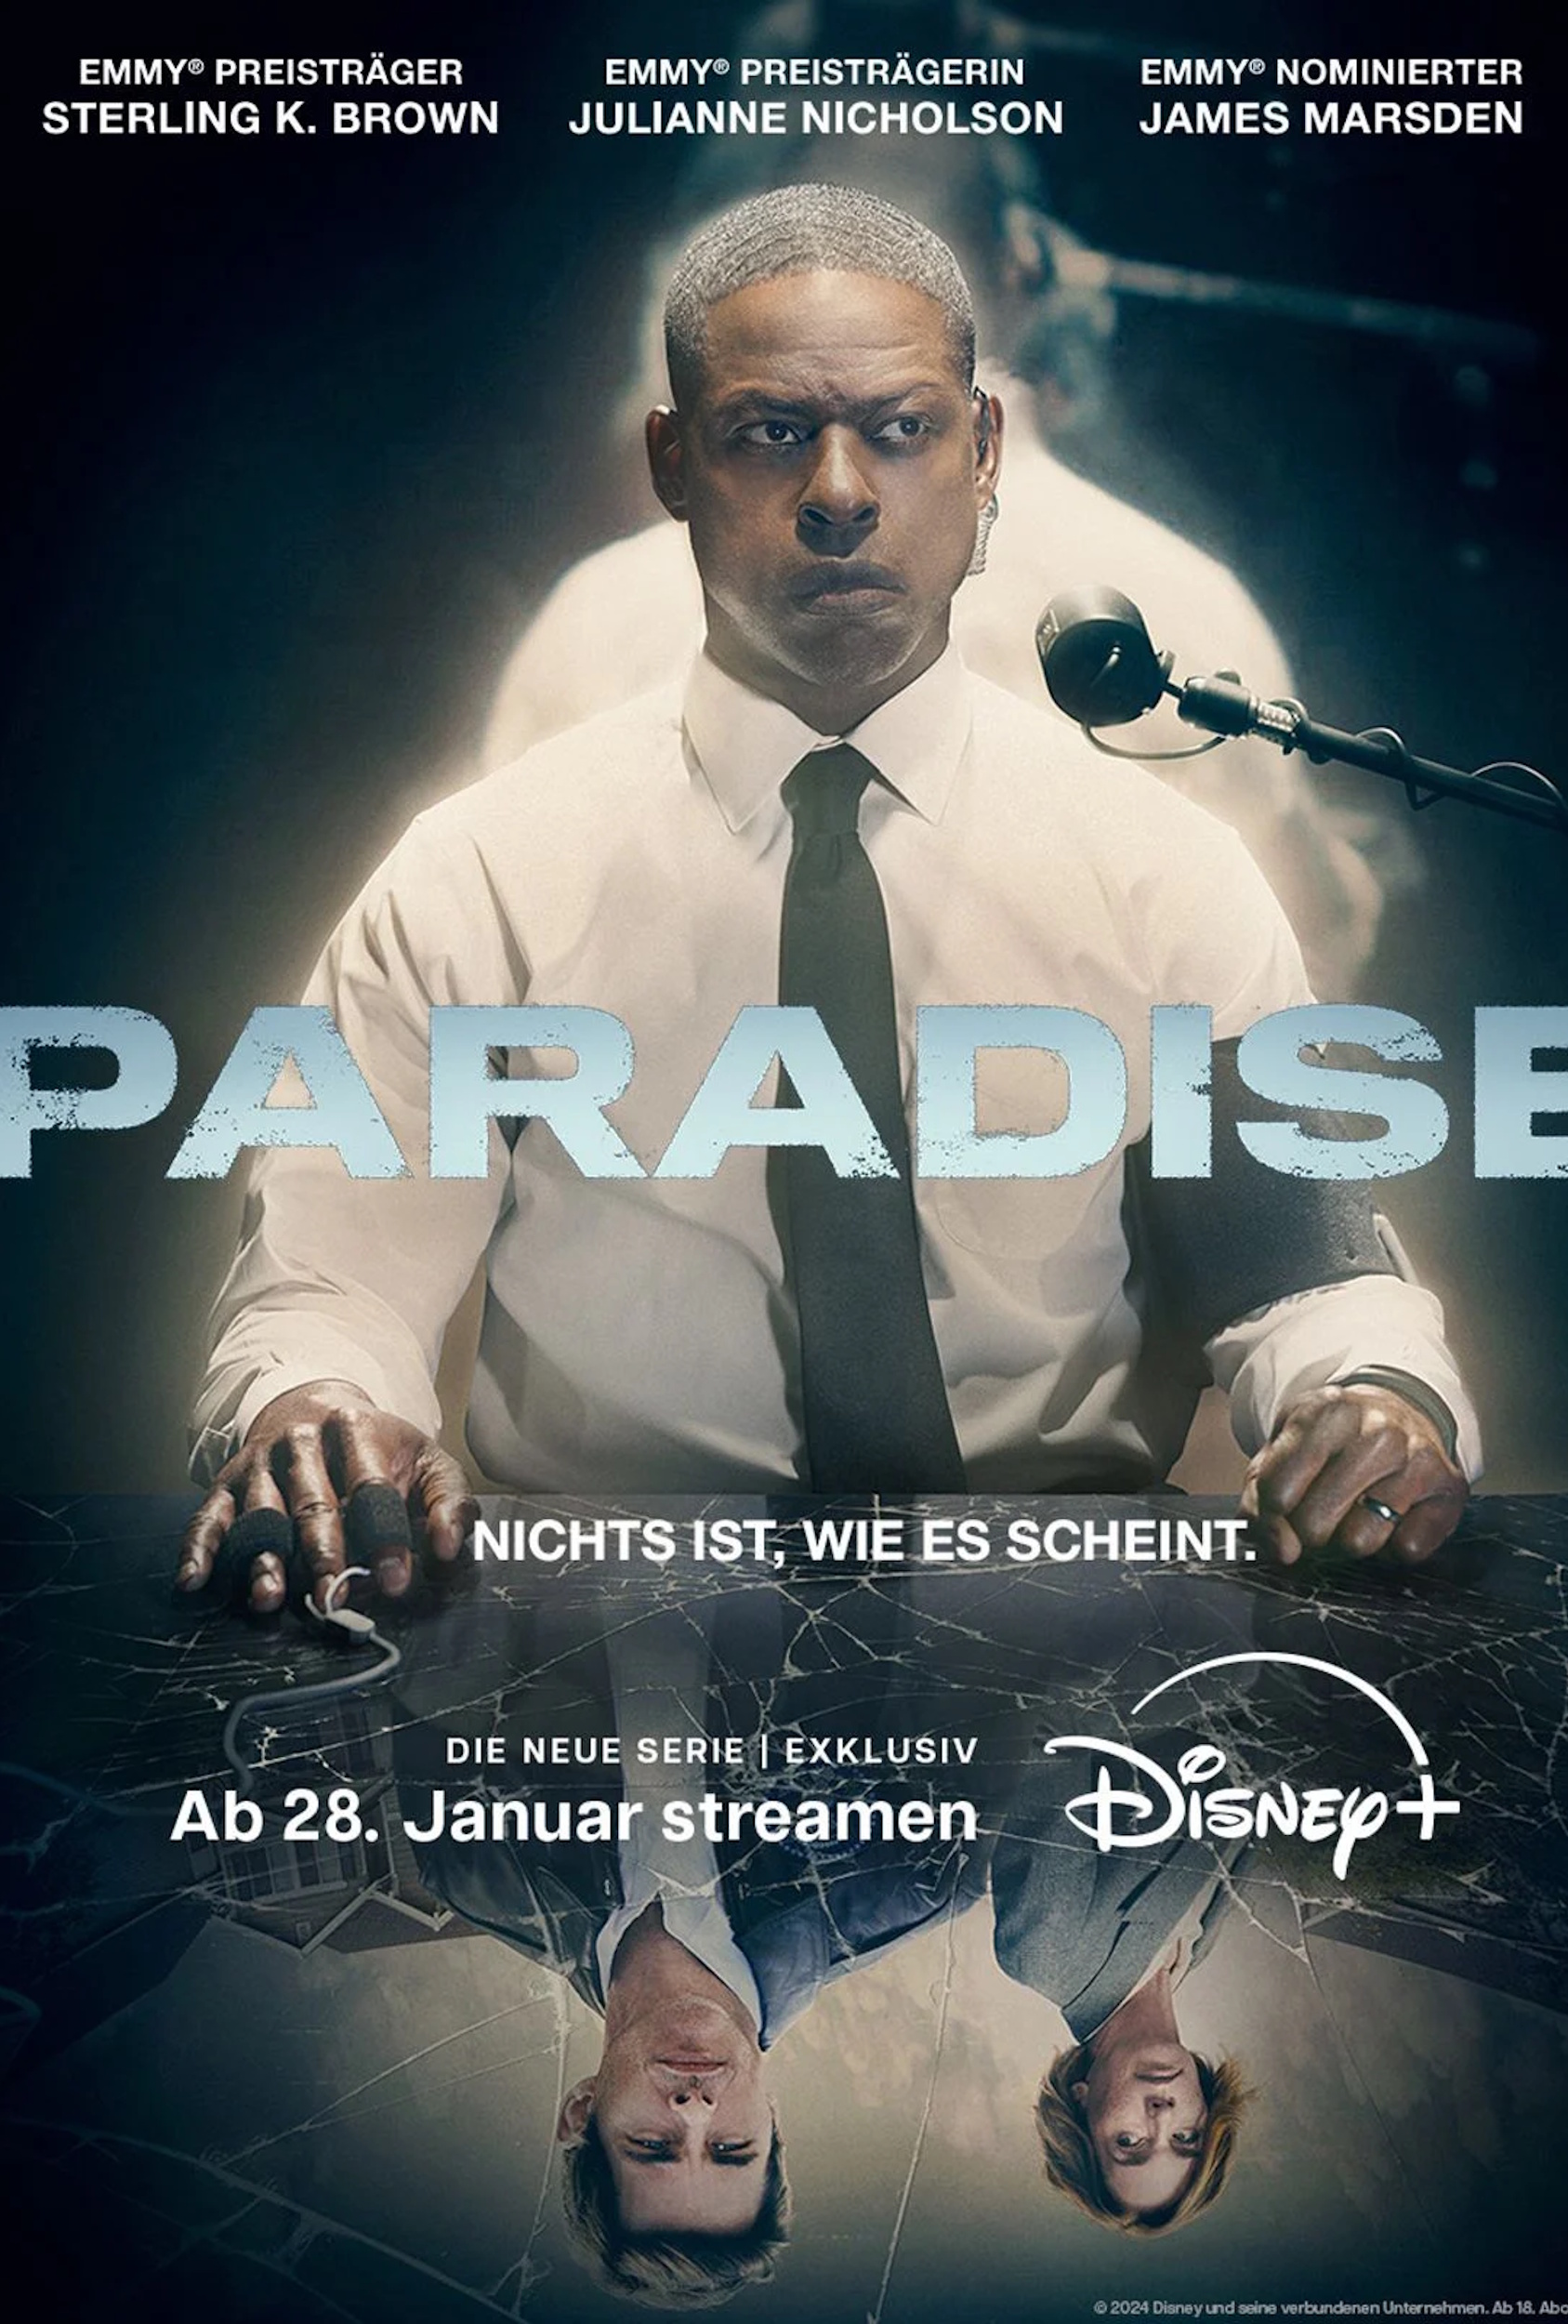 EMMY® PREISTRÄGER
STERLING K. BROWN
EMMY® PREISTRÄGERIN
JULIANNE NICHOLSON
EMMY® NOMINIERTER
JAMES MARSDEN
PARADISE
NICHTS IST, WIE ES SCHEINT.
DIE NEUE SERIE | EXKLUSIV
Ab 28. Januar streamen
Disney+
© 2024 Disney und seine verbundenen Unternehmen. Ab 18. Ab